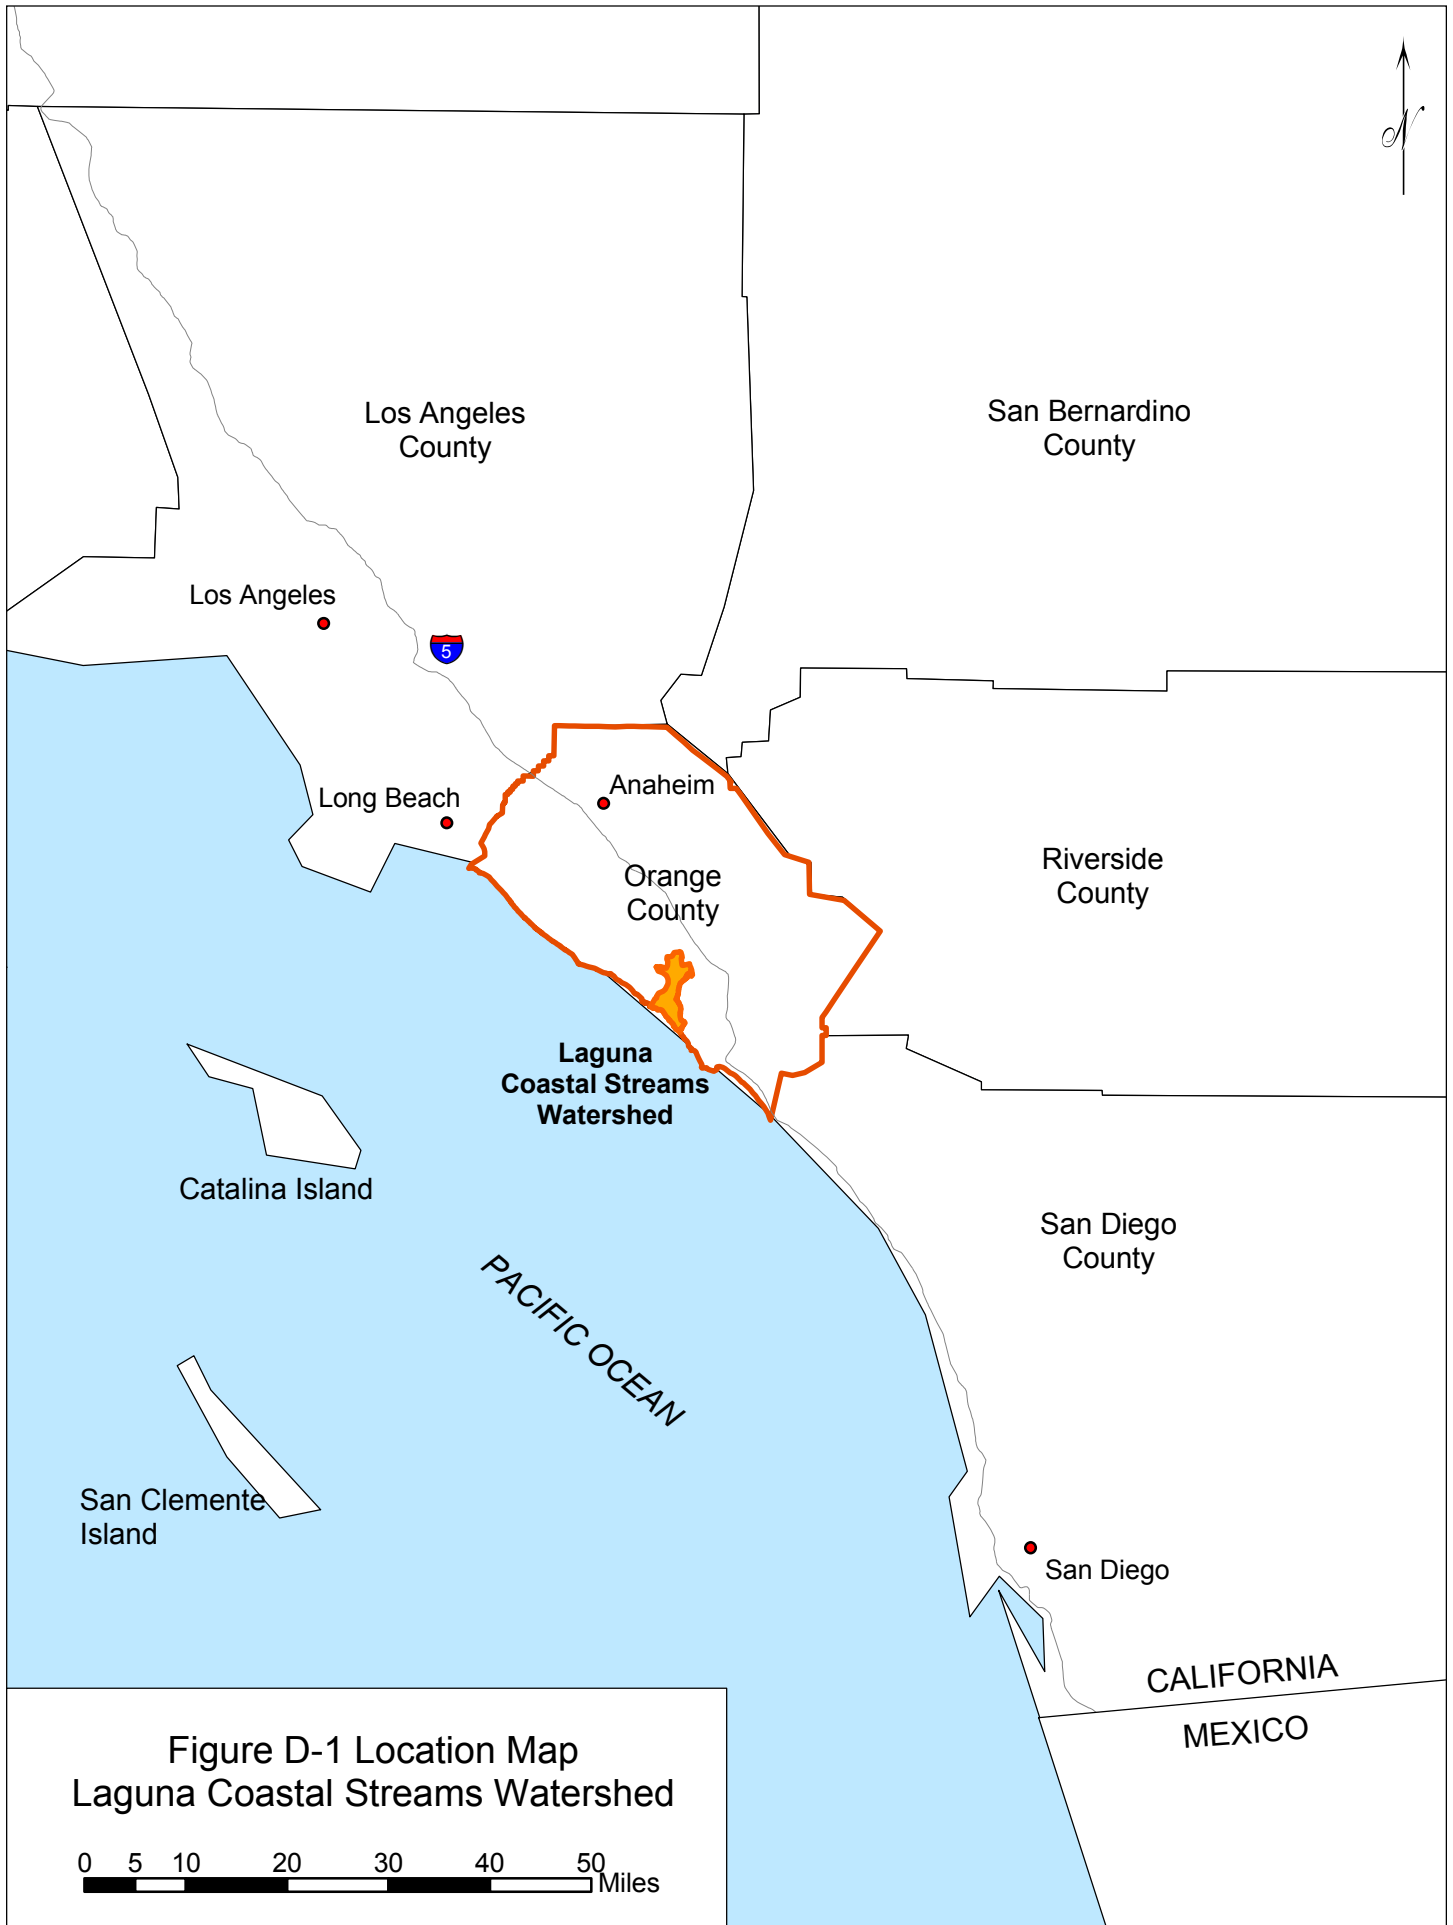 N
Los Angeles
County
San Bernardino
County
Los Angeles
5
Long Beach
Anaheim
Orange
County
Riverside
County
Laguna
Coastal Streams
Watershed
Catalina Island
San Diego
County
PACIFIC OCEAN
San Clemente
Island
San Diego
CALIFORNIA
MEXICO
Figure D-1 Location Map
Laguna Coastal Streams Watershed
0 5 10 20 30 40 50
Miles